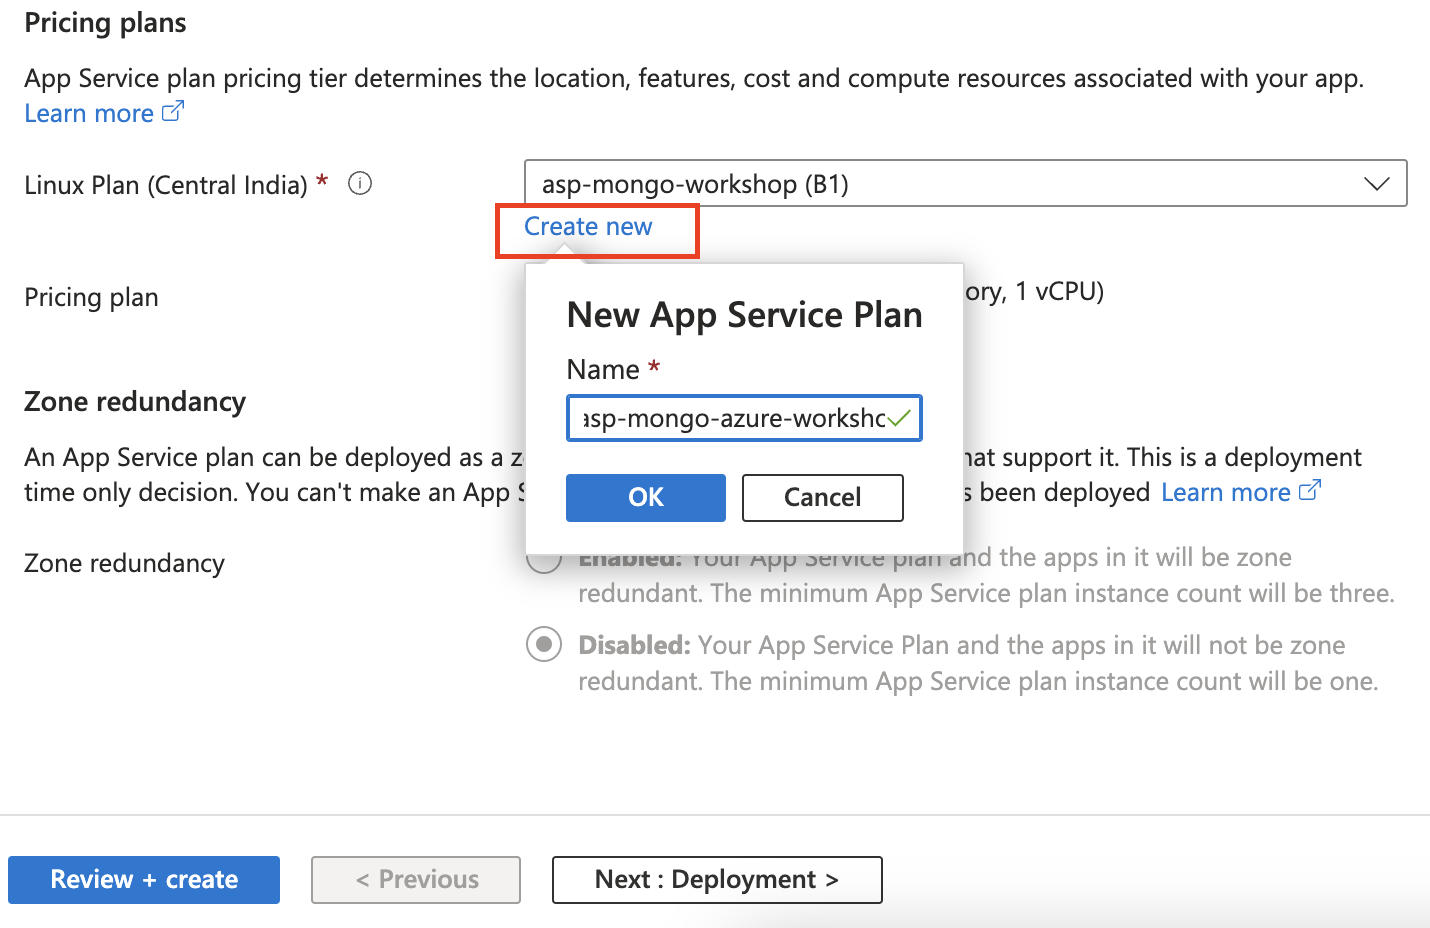 Pricing plans
App Service plan pricing tier determines the location, features, cost and compute resources associated with your app.
Learn more
Linux Plan (Central India) *
asp-mongo-workshop (B1)
Create new
Pricing plan
1 vCPU)
New App Service Plan
Name *
asp-mongo-azure-worksho
OK
Cancel
Zone redundancy
An App Service plan can be deployed as a support it. This is a deployment
time only decision. You can't make an App been deployed Learn more
Zone redundancy
Enabled: Your App Service plan and the apps in it will be zone
redundant. The minimum App Service plan instance count will be three.
Disabled: Your App Service Plan and the apps in it will not be zone
redundant. The minimum App Service plan instance count will be one.
Review + create
< Previous
Next : Deployment >